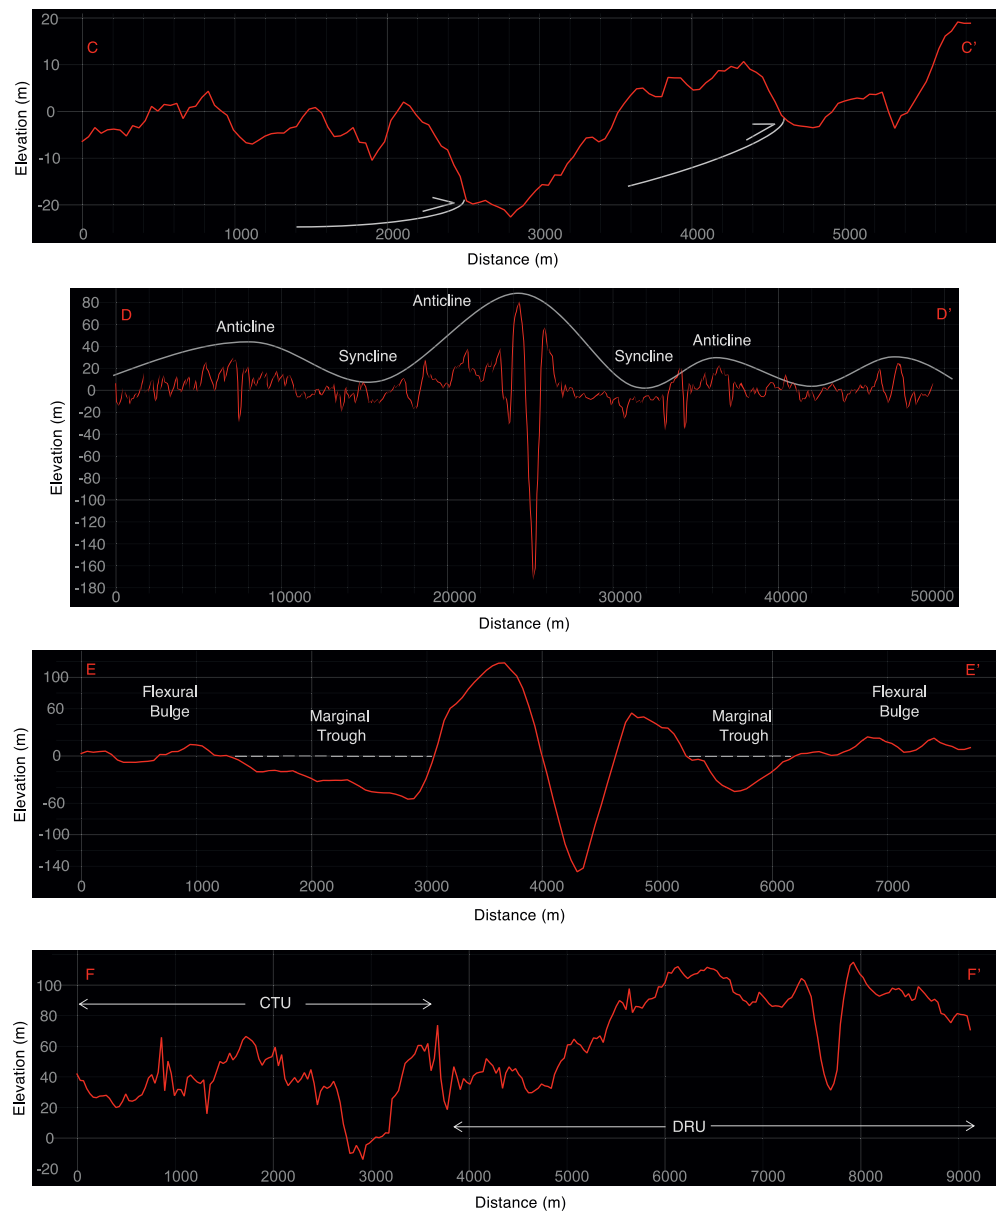 C
C'
20
10
0
-10
-20
Elevation (m)
0
1000
2000
3000
4000
5000
Distance (m)
D
D'
Anticline
Anticline
Anticline
Syncline
Syncline
80
60
40
20
0
-20
-40
-60
-80
-100
-120
-140
-160
-180
Elevation (m)
0
10000
20000
30000
40000
50000
Distance (m)
E
E'
Flexural
Bulge
Marginal
Trough
Marginal
Trough
Flexural
Bulge
100
60
0
-60
-100
-140
Elevation (m)
0
1000
2000
3000
4000
5000
6000
7000
Distance (m)
F
F'
CTU
DRU
100
80
60
40
20
0
-20
Elevation (m)
0
1000
2000
3000
4000
5000
6000
7000
8000
9000
Distance (m)